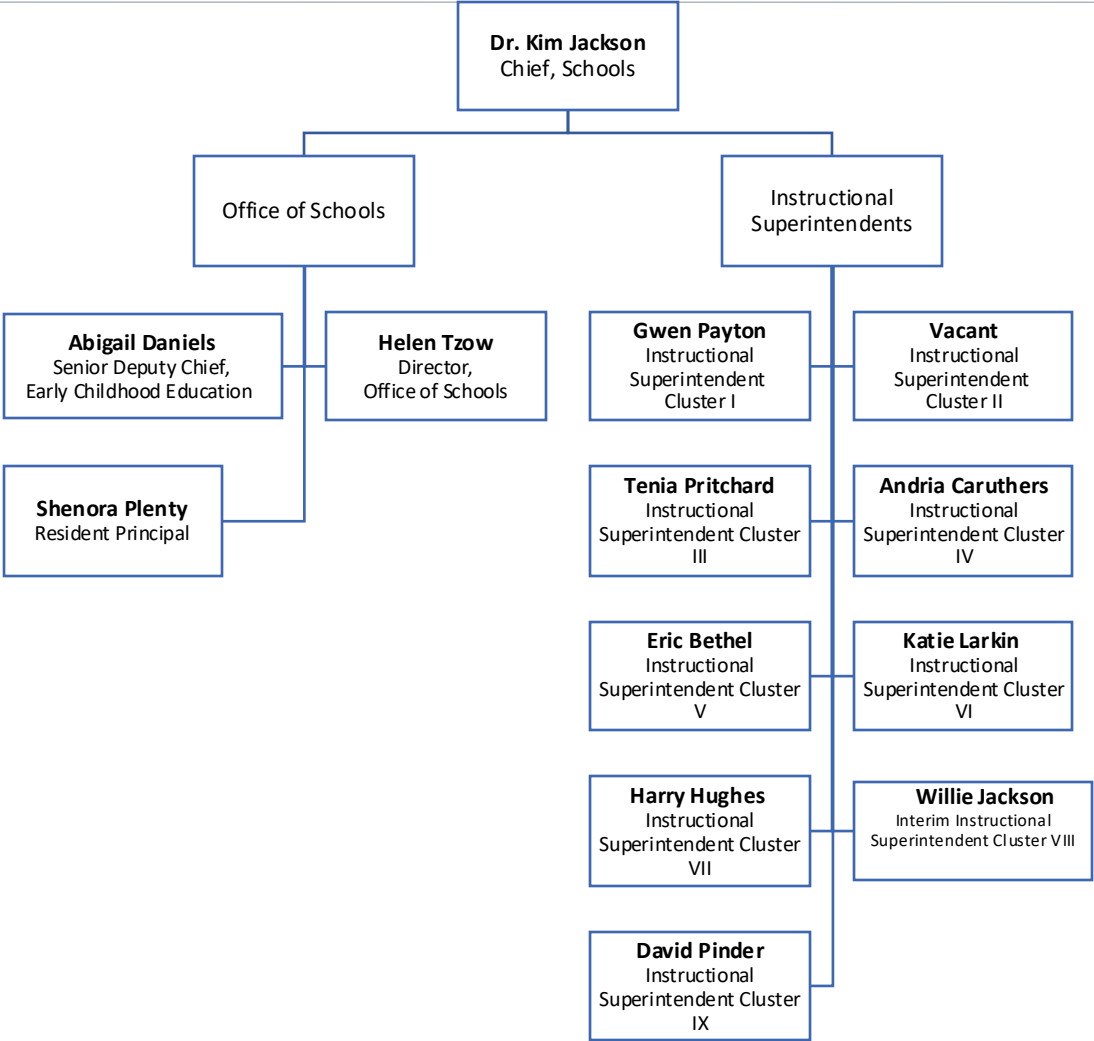 Dr. Kim Jackson
Chief, Schools
Office of Schools
Instructional
Superintendents
Abigail Daniels
Senior Deputy Chief,
Early Childhood Education
Helen Tzow
Director,
Office of Schools
Shenora Plenty
Resident Principal
Gwen Payton
Instructional
Superintendent
Cluster I
Vacant
Instructional
Superintendent
Cluster II
Tenia Pritchard
Instructional
Superintendent Cluster
III
Andria Caruthers
Instructional
Superintendent Cluster
IV
Eric Bethel
Instructional
Superintendent Cluster
V
Katie Larkin
Instructional
Superintendent Cluster
VI
Harry Hughes
Instructional
Superintendent Cluster
VII
Willie Jackson
Interim Instructional
Superintendent Cluster VIII
David Pinder
Instructional
Superintendent Cluster
IX